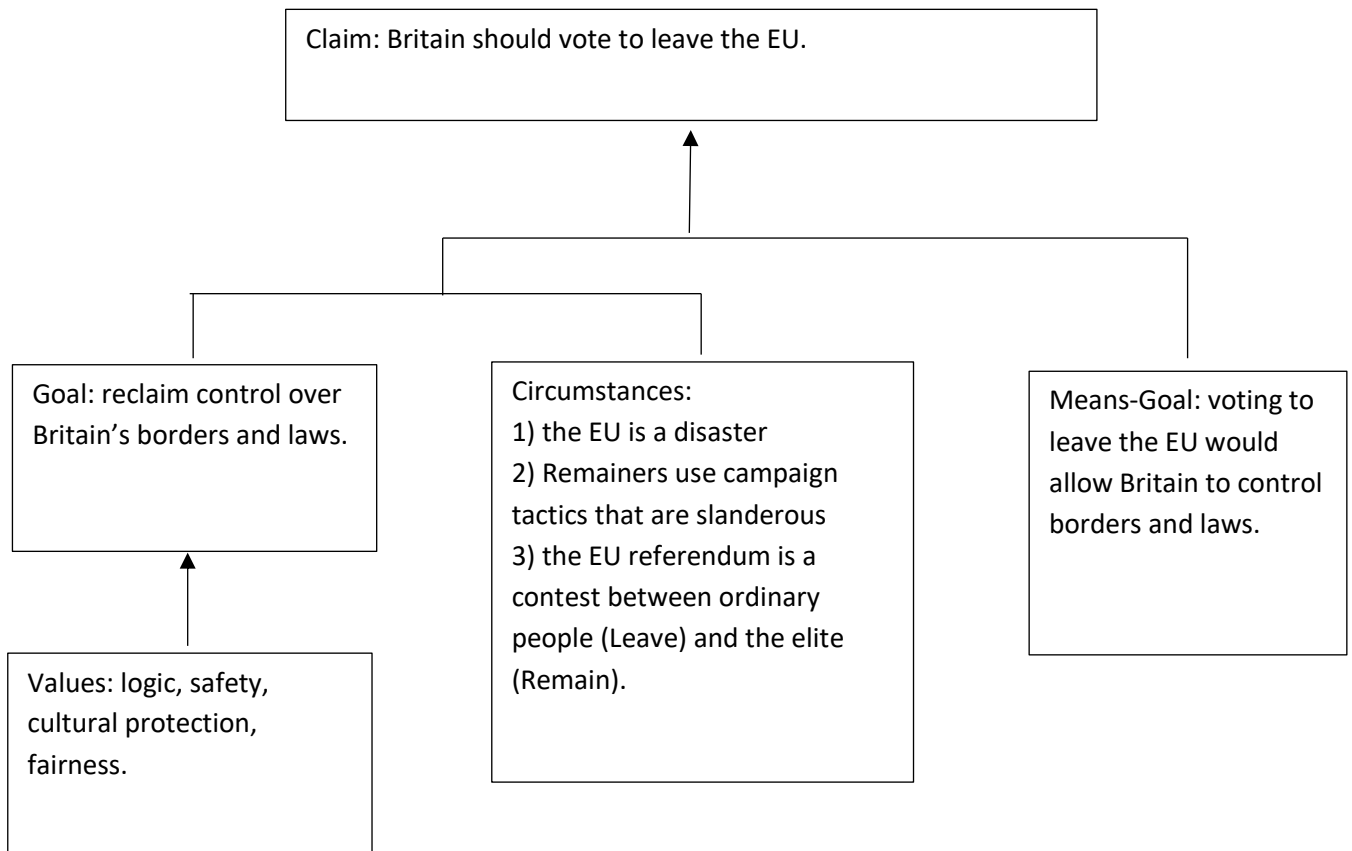 Claim: Britain should vote to leave the EU.
Goal: reclaim control over
Britain’s borders and laws.
Circumstances:
1) the EU is a disaster
2) Remainers use campaign
tactics that are slanderous
3) the EU referendum is a
contest between ordinary
people (Leave) and the elite
(Remain).
Means-Goal: voting to
leave the EU would
allow Britain to control
borders and laws.
Values: logic, safety,
cultural protection,
fairness.